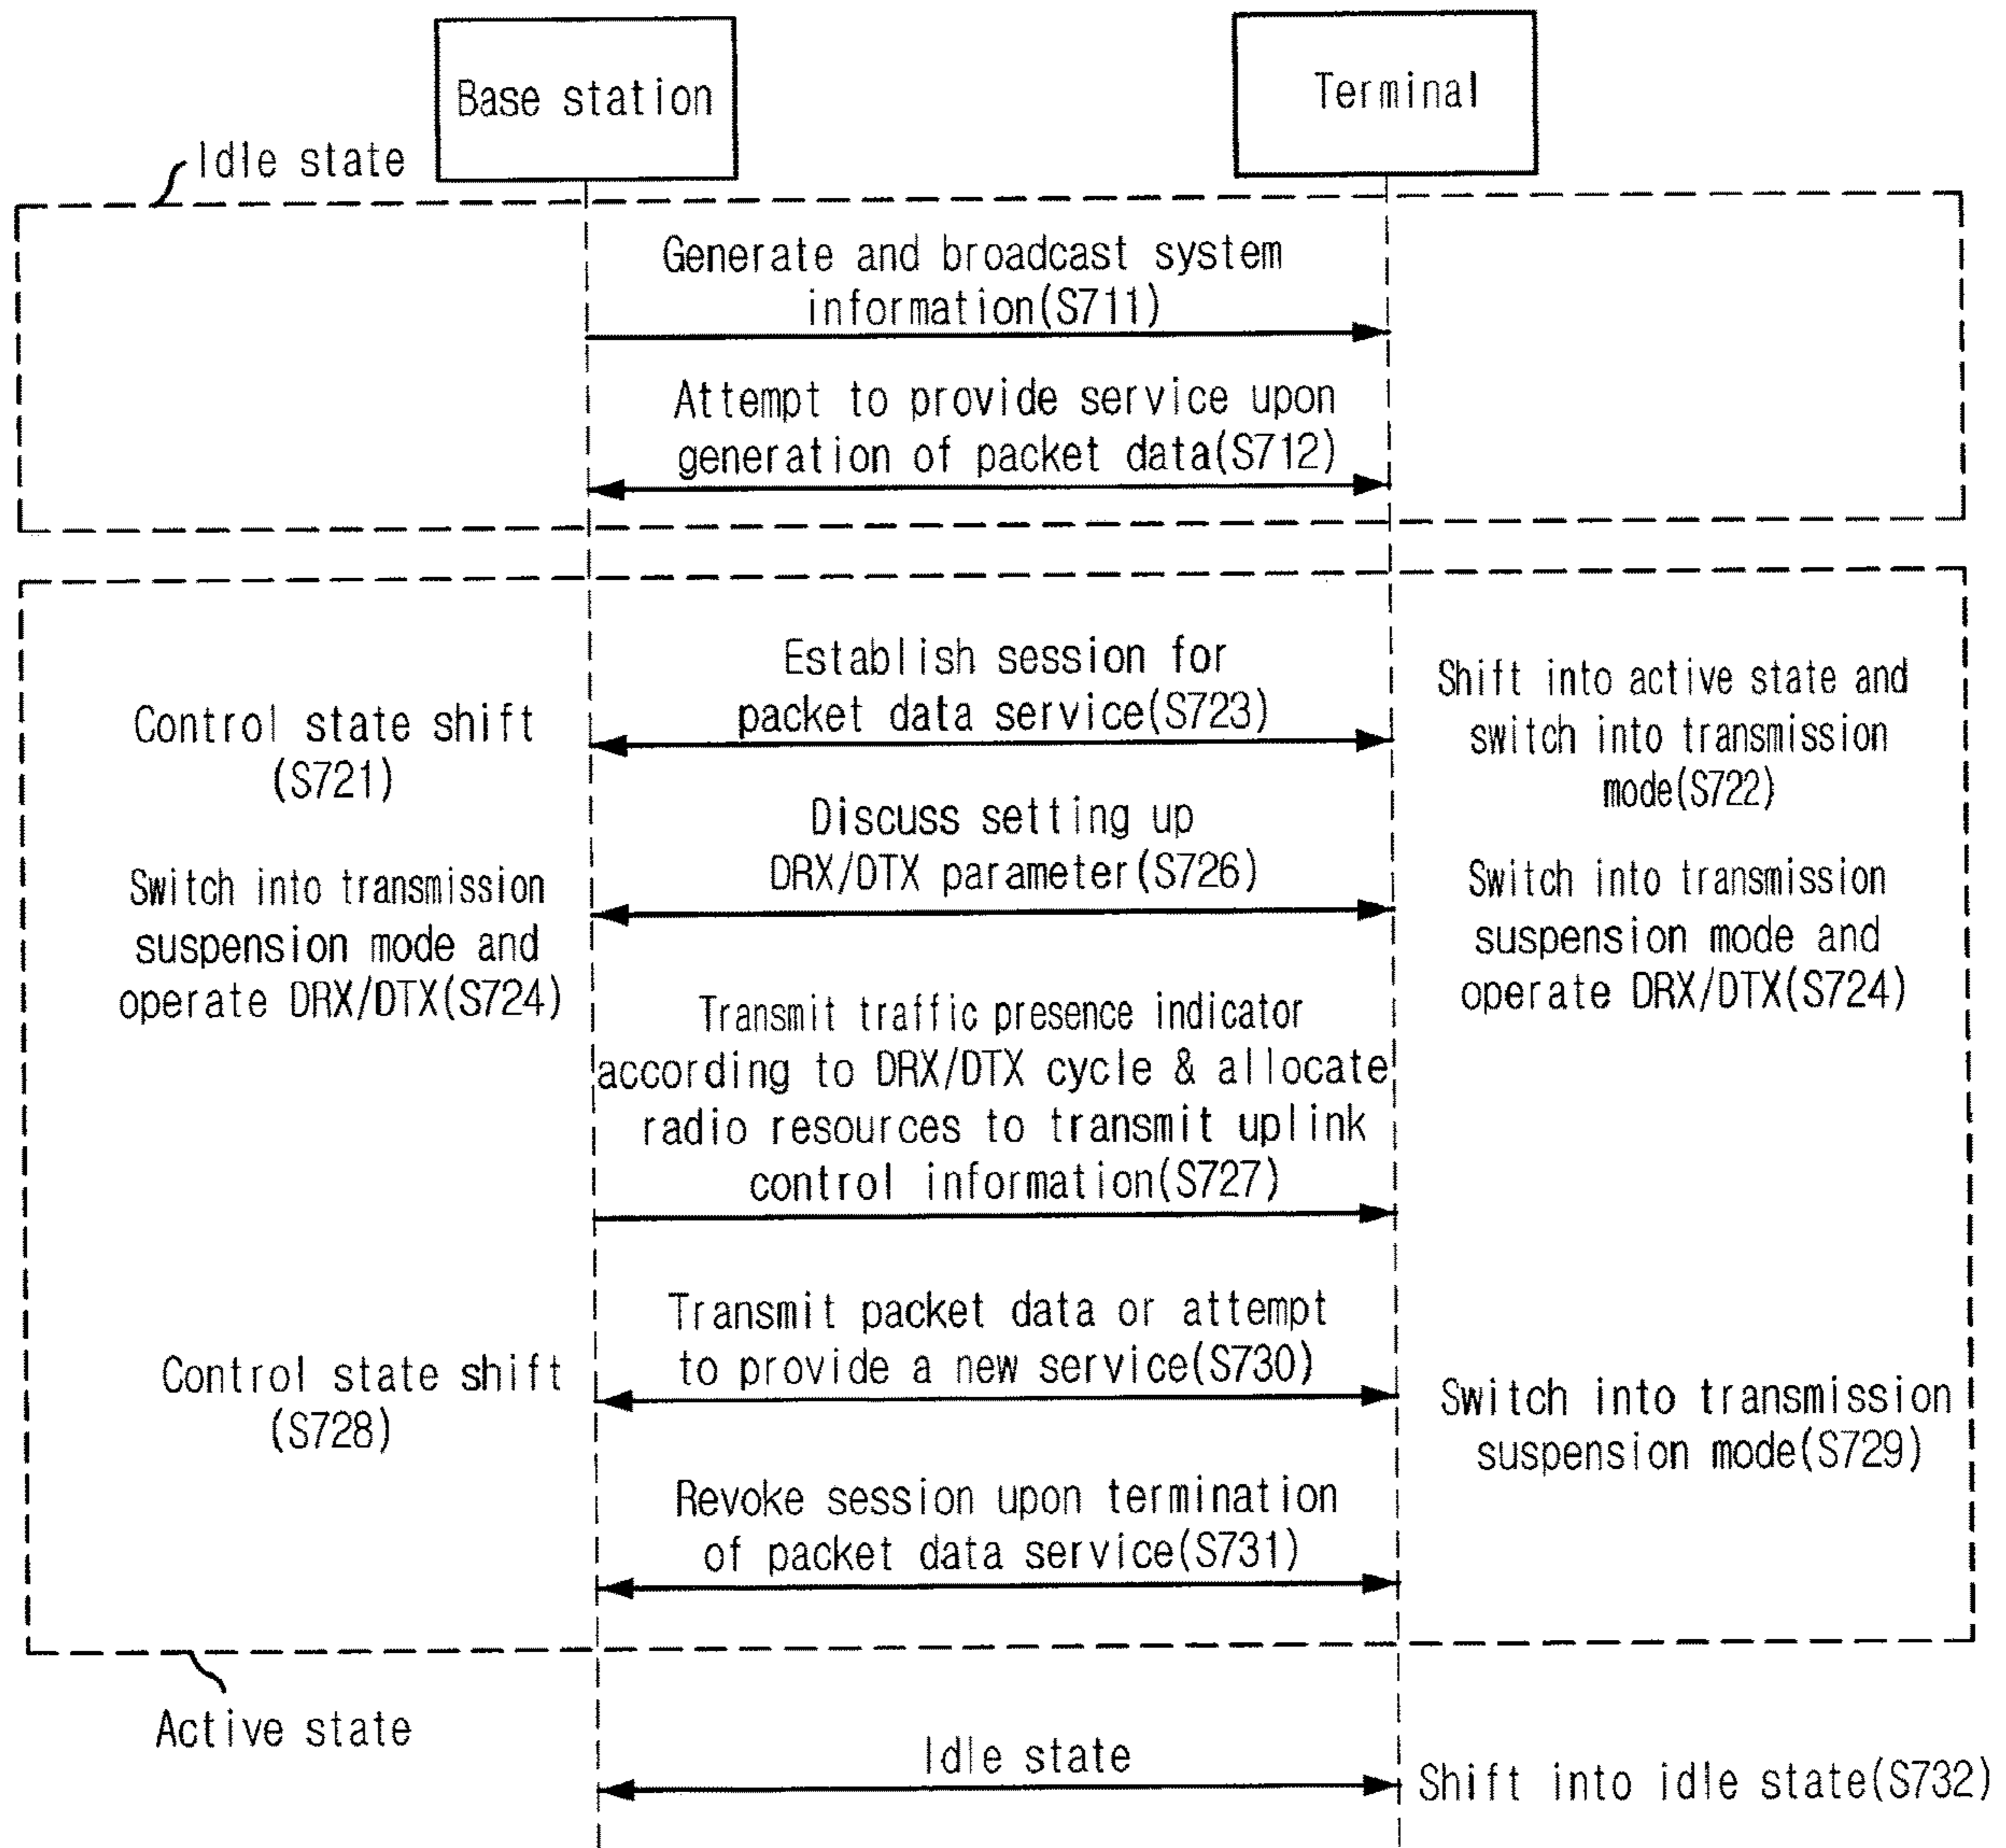 Base station
Terminal
Idle state
Generate and broadcast system
information(S711)
Attempt to provide service upon
generation of packet data(S712)
Establish session for
packet data service(S723)
Control state shift
(S721)
Shift into active state and
switch into transmission
mode(S722)
Discuss setting up
DRX/DTX parameter(S726)
Switch into transmission
suspension mode and
operate DRX/DTX(S724)
Switch into transmission
suspension mode and
operate DRX/DTX(S724)
Transmit traffic presence indicator
according to DRX/DTX cycle & allocate
radio resources to transmit uplink
control information(S727)
Transmit packet data or attempt
to provide a new service(S730)
Control state shift
(S728)
Switch into transmission
suspension mode(S729)
Revoke session upon termination
of packet data service(S731)
Active state
Idle state
Shift into idle state(S732)